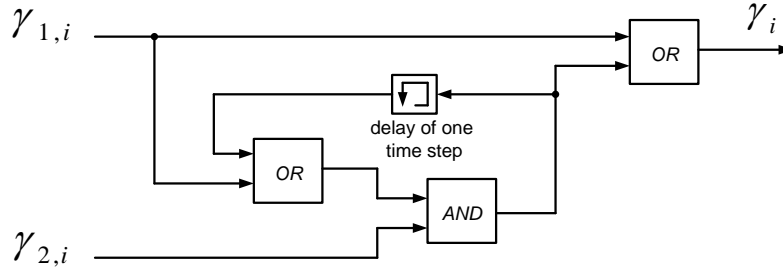 γ1,i
γi
OR
delay of one
time step
OR
AND
γ2,i